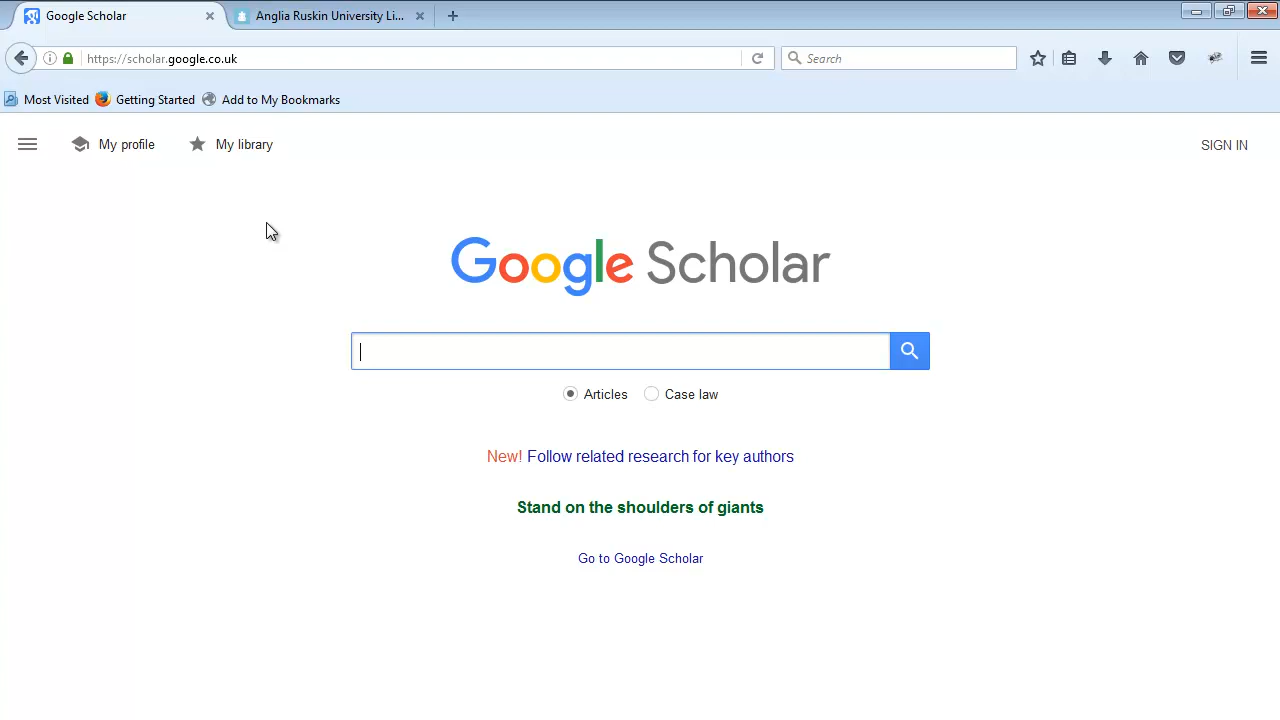 Google Scholar
Anglia Ruskin University Li...
https://scholar.google.co.uk
Search
Most Visited Getting Started Add to My Bookmarks
My profile My library SIGN IN
Google Scholar
Articles Case law
New! Follow related research for key authors
Stand on the shoulders of giants
Go to Google Scholar